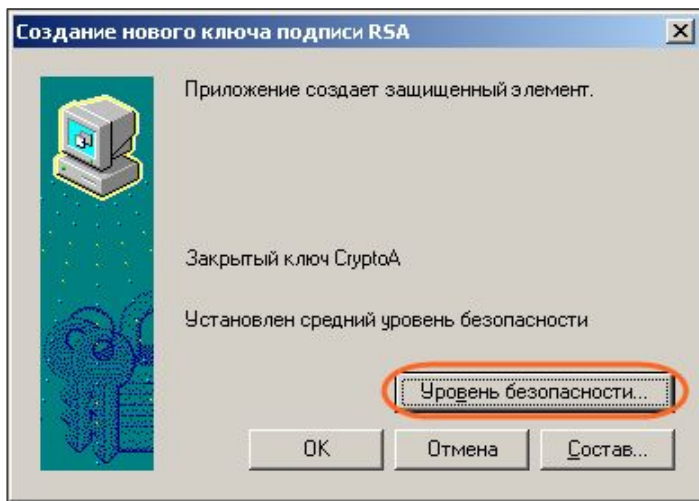 Создание нового ключа подписи RSA
Приложение создает защищенный элемент.
Закрытый ключ CryptoA
Установлен средний уровень безопасности
Уровень безопасности...
OK
Отмена
Состав...